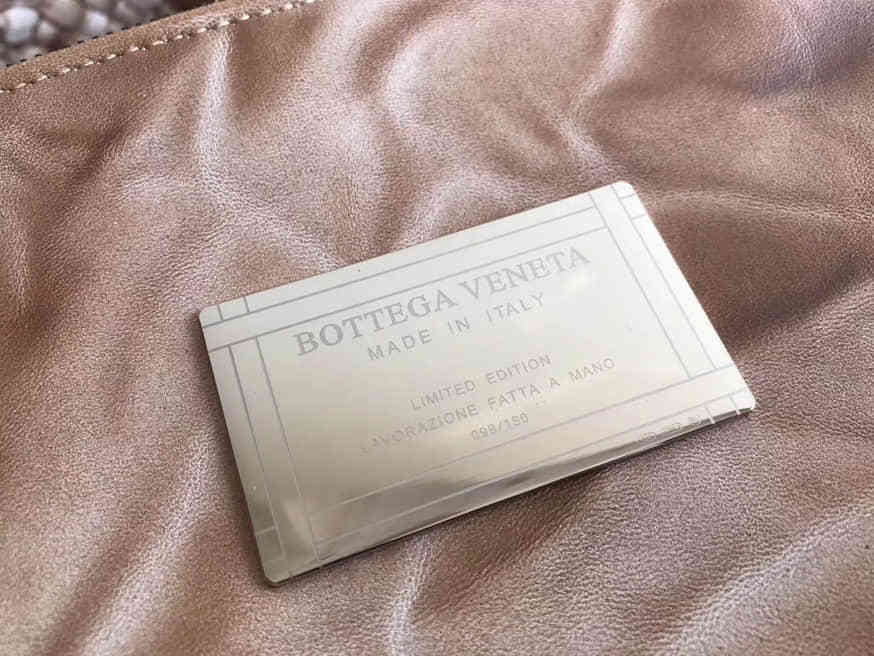 BOTTEGA VENETA
MADE IN ITALY
LIMITED EDITION
LAVORAZIONE FATTA A MANO